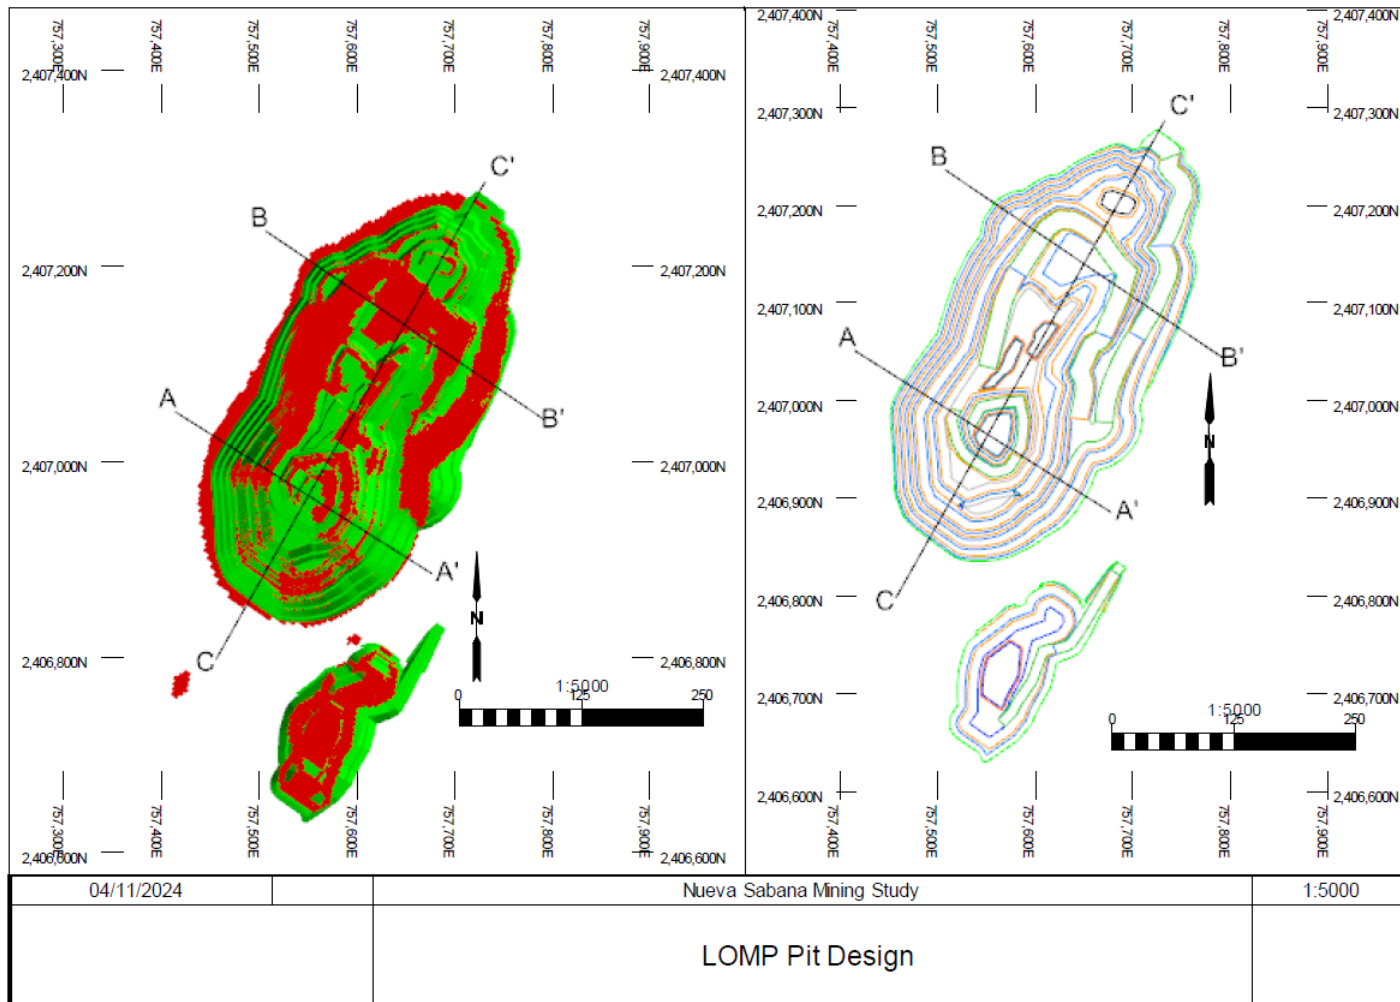 757,300E 757,400E 757,500E 757,600E 757,700E 757,800E 757,900E
2,407,400N 2,407,400N
C'
B
2,407,200N 2,407,200N
A
B'
2,407,000N 2,407,000N
A'
N
C
2,406,800N 2,406,800N
1:5000
0 125 250
2,406,600N 2,406,600N
757,300E 757,400E 757,500E 757,600E 757,700E 757,800E 757,900E
2,407,400N 2,407,400N
757,400E 757,500E 757,600E 757,700E 757,800E 757,900E
2,407,300N 2,407,300N
C'
B
2,407,200N 2,407,200N
2,407,100N 2,407,100N
A
B'
2,407,000N 2,407,000N
N
2,406,900N 2,406,900N
A'
C
2,406,800N 2,406,800N
2,406,700N 2,406,700N
1:5000
0 125 250
2,406,600N 2,406,600N
757,400E 757,500E 757,600E 757,700E 757,800E 757,900E
04/11/2024 Nueva Sabana Mining Study 1:5000
LOMP Pit Design